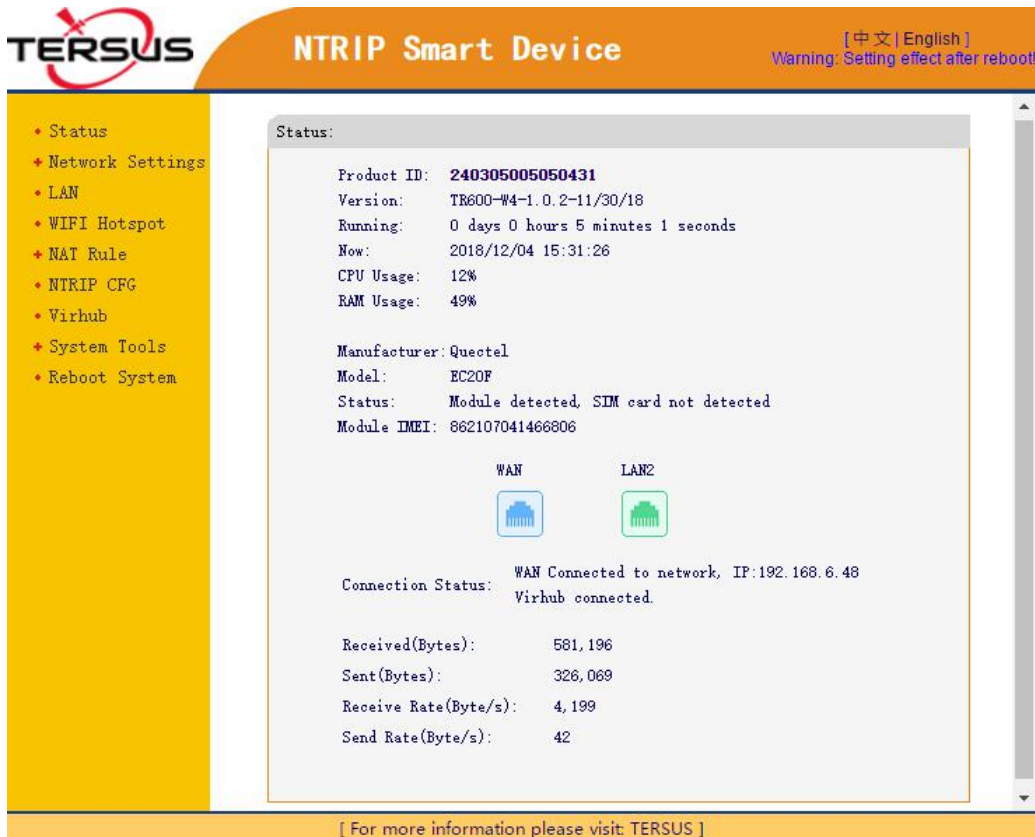 TERSUS
NTRIP Smart Device
[ 中文 | English ]
Warning: Setting effect after reboot!
Status
Network Settings
LAN
WIFI Hotspot
NAT Rule
NTRIP CFG
Virhub
System Tools
Reboot System
Status:
Product ID: 240305005050431
Version: TR600-W4-1.0.2-11/30/18
Running: 0 days 0 hours 5 minutes 1 seconds
Now: 2018/12/04 15:31:26
CPU Usage: 12%
RAM Usage: 49%
Manufacturer: Quectel
Model: EC20F
Status: Module detected, SIM card not detected
Module IMEI: 862107041466806
WAN LAN2
Connection Status: WAN Connected to network, IP:192.168.6.48
Virhub connected.
Received(Bytes): 581,196
Sent(Bytes): 326,069
Receive Rate(Byte/s): 4,199
Send Rate(Byte/s): 42
[ For more information please visit: TERSUS ]